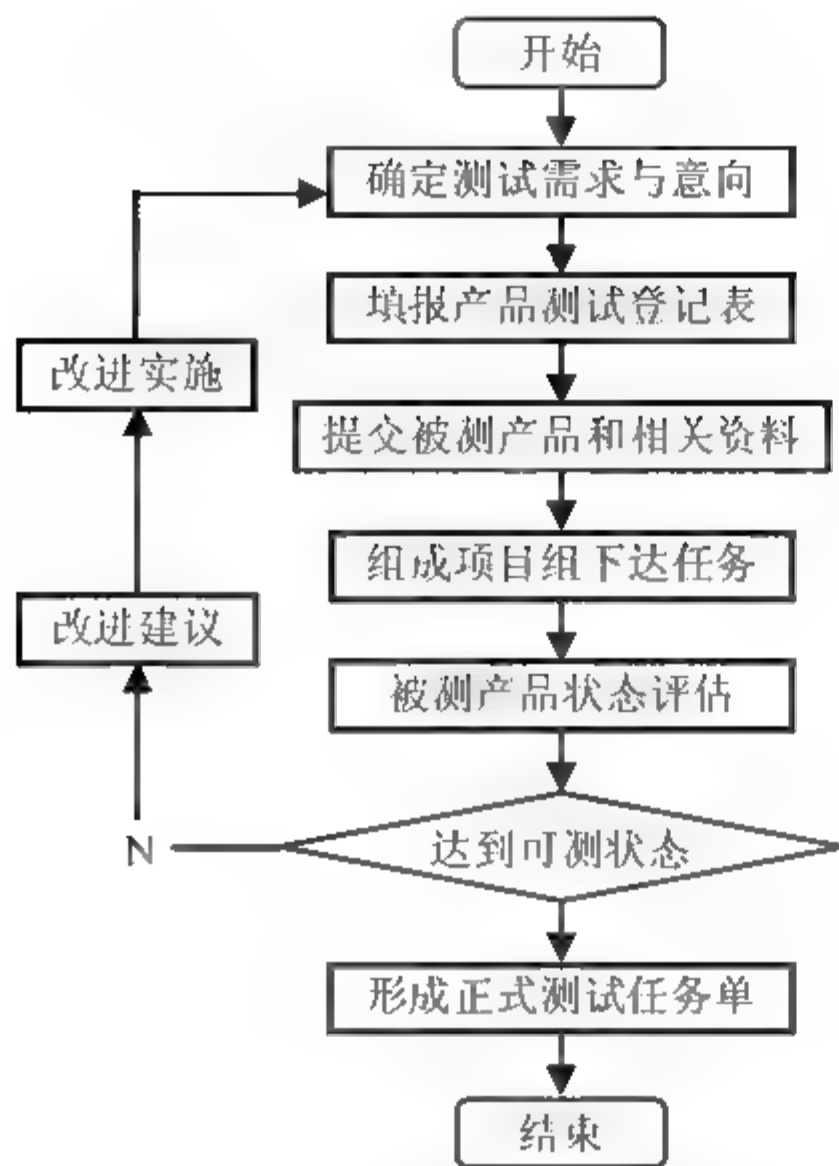 开始
确定测试需求与意向
填报产品测试登记表
改进实施
提交被测产品和相关资料
组成项目组下达任务
改进建议
被测产品状态评估
达到可测状态
N
形成正式测试任务单
结束